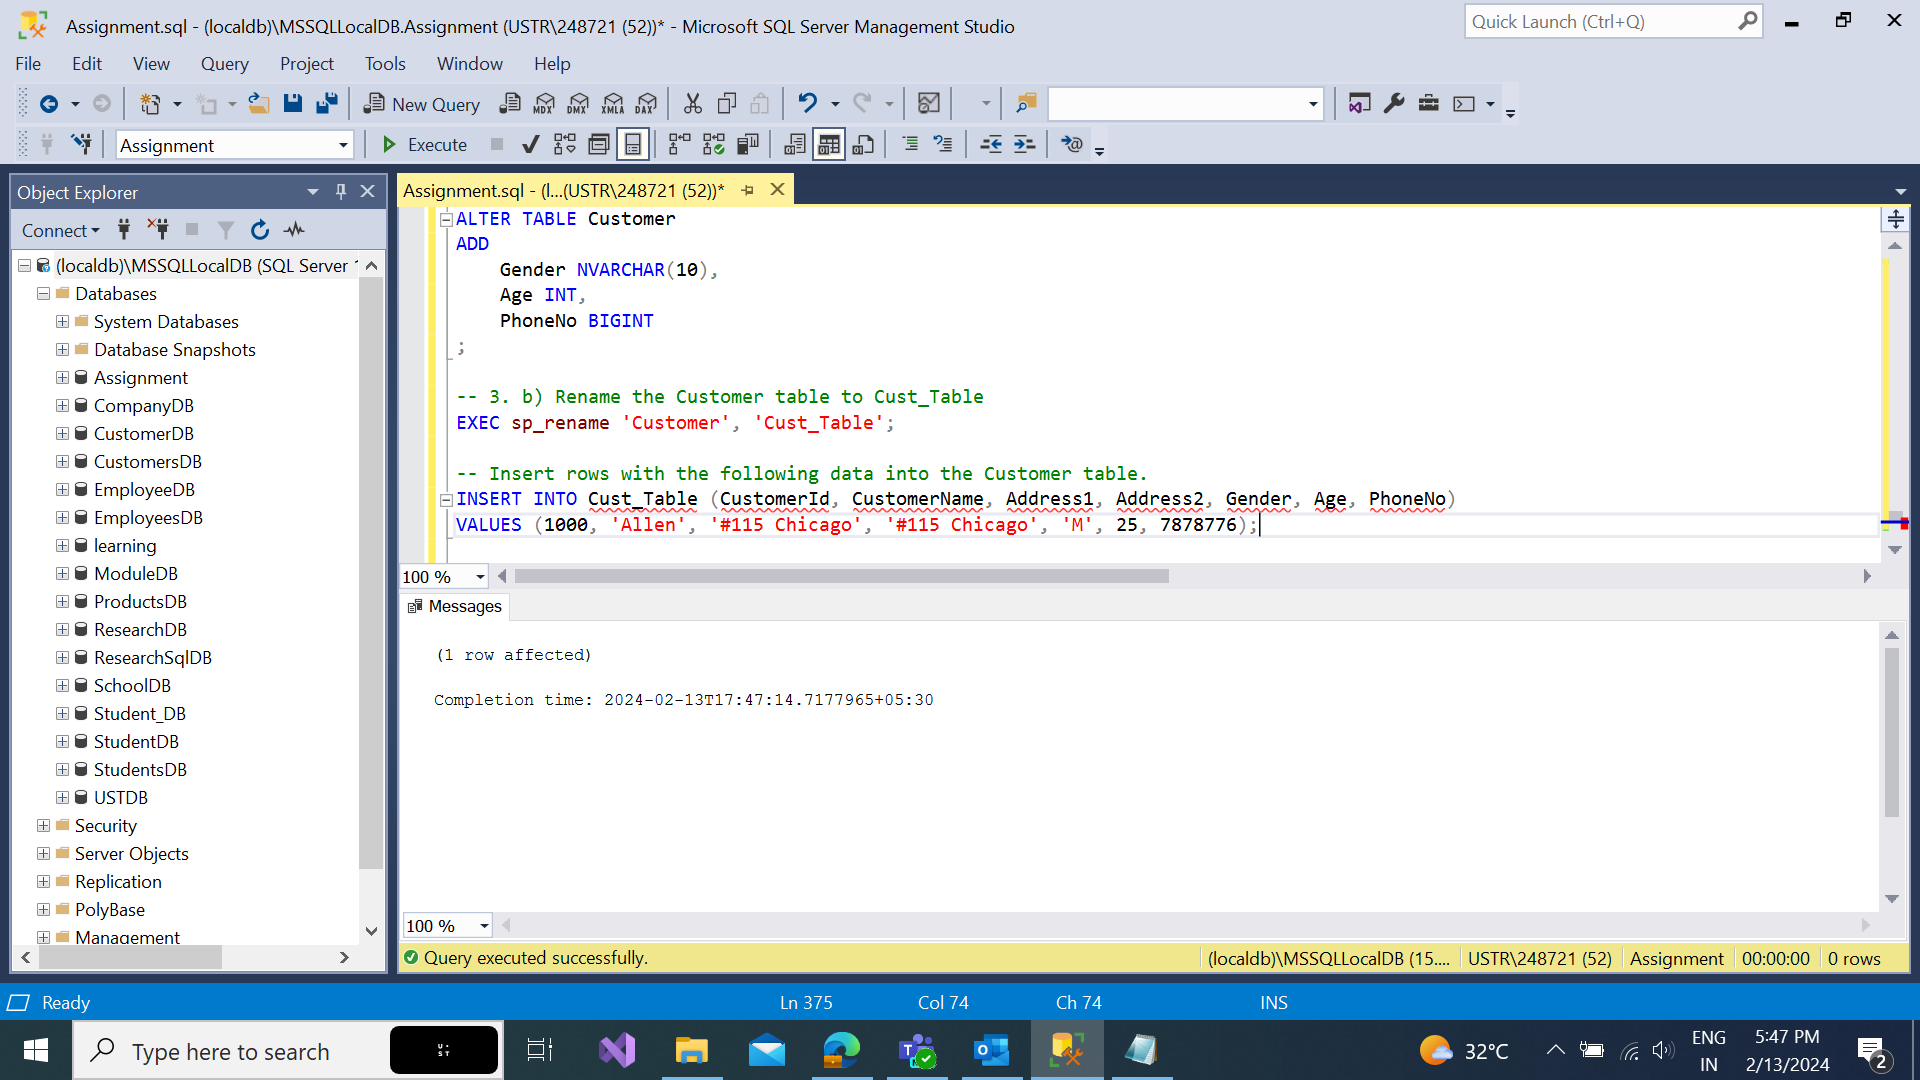 Assignment.sql - (localdb)\MSSQLLocalDB.Assignment (USTR\248721 (52))* - Microsoft SQL Server Management Studio
Quick Launch (Ctrl+Q)
File Edit View Query Project Tools Window Help
New Query MDX DMX XMLA DAX
Assignment Execute
Object Explorer
Assignment.sql - (l...(USTR\248721 (52))*
Connect
(localdb)\MSSQLLocalDB (SQL Server
Databases
System Databases
Database Snapshots
Assignment
CompanyDB
CustomerDB
CustomersDB
EmployeeDB
EmployeesDB
learning
ModuleDB
ProductsDB
ResearchDB
ResearchSqlDB
SchoolDB
Student_DB
StudentDB
StudentsDB
USTDB
Security
Server Objects
Replication
PolyBase
Management
ALTER TABLE Customer
ADD
Gender NVARCHAR(10),
Age INT,
PhoneNo BIGINT
;
-- 3. b) Rename the Customer table to Cust_Table
EXEC sp_rename 'Customer', 'Cust_Table';
-- Insert rows with the following data into the Customer table.
INSERT INTO Cust_Table (CustomerId, CustomerName, Address1, Address2, Gender, Age, PhoneNo)
VALUES (1000, 'Allen', '#115 Chicago', '#115 Chicago', 'M', 25, 7878776);
100 %
Messages
(1 row affected)
Completion time: 2024-02-13T17:47:14.7177965+05:30
100 %
Query executed successfully.
(localdb)\MSSQLLocalDB (15.... USTR\248721 (52) Assignment 00:00:00 0 rows
Ready Ln 375 Col 74 Ch 74 INS
Type here to search
32°C
ENG
IN
5:47 PM
2/13/2024
2